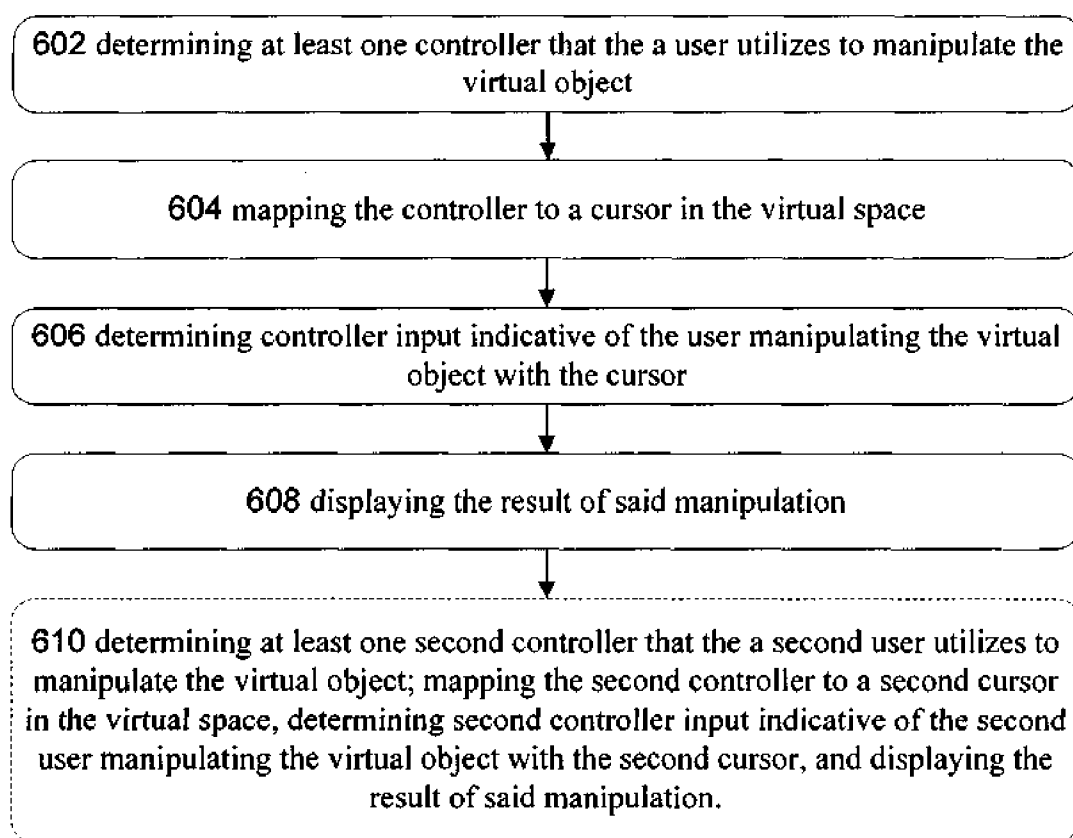 602 determining at least one controller that the a user utilizes to manipulate the
virtual object
604 mapping the controller to a cursor in the virtual space
606 determining controller input indicative of the user manipulating the virtual
object with the cursor
608 displaying the result of said manipulation
610 determining at least one second controller that the a second user utilizes to
manipulate the virtual object; mapping the second controller to a second cursor
in the virtual space, determining second controller input indicative of the second
user manipulating the virtual object with the second cursor, and displaying the
result of said manipulation.